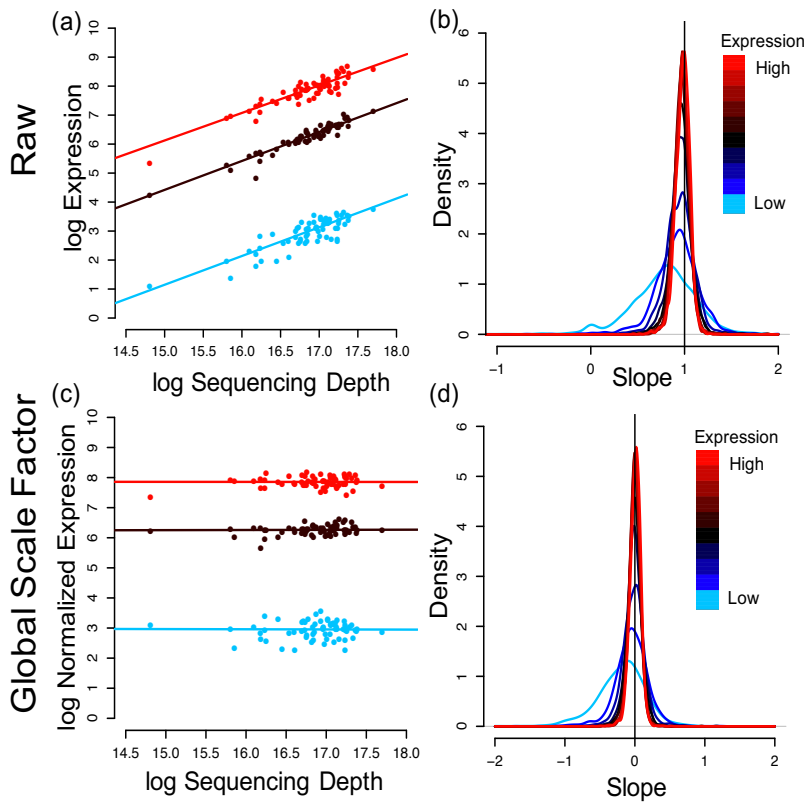 Raw
(a)
log Expression
0 1 2 3 4 5 6 7 8 9 10
14.5 15.0 15.5 16.0 16.5 17.0 17.5 18.0
log Sequencing Depth
(b)
Density
0 1 2 3 4 5 6
-1 0 1 2
Slope
Expression
High
Low
Global Scale Factor
(c)
log Normalized Expression
0 1 2 3 4 5 6 7 8 9 10
14.5 15.0 15.5 16.0 16.5 17.0 17.5 18.0
log Sequencing Depth
(d)
Density
0 1 2 3 4 5 6
−2 −1 0 1 2
Slope
Expression
High
Low